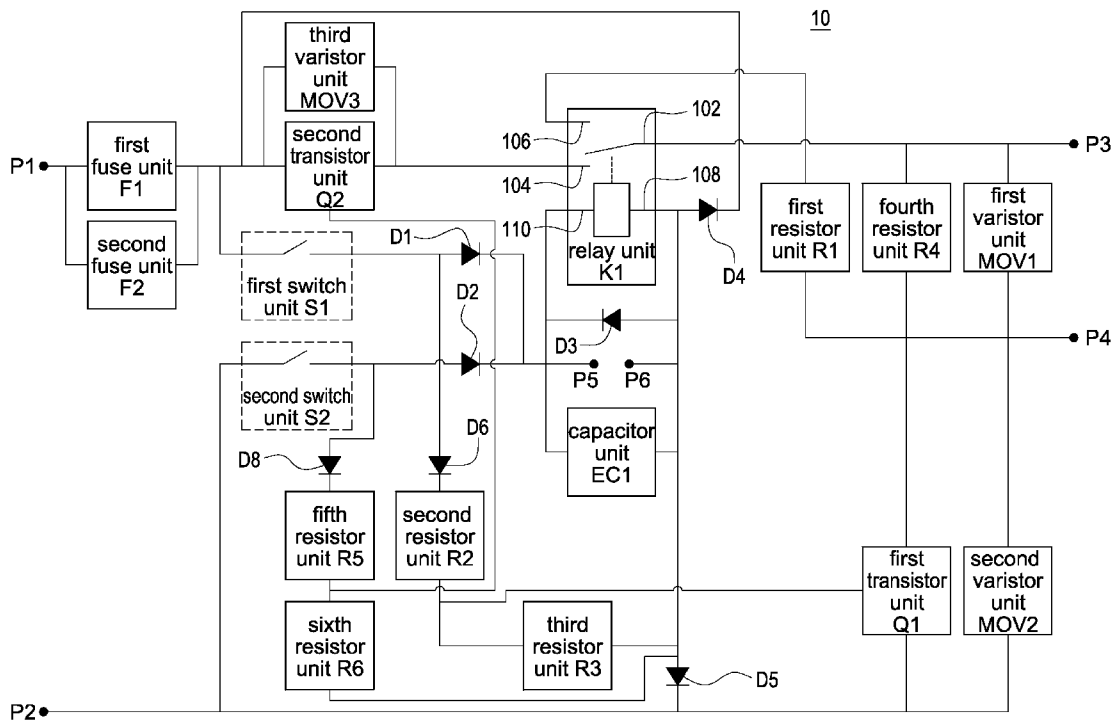 10
third
varistor
unit
MOV3
102
106
P1
first
fuse unit
F1
second
transistor
unit
Q2
P3
104
108
second
fuse unit
F2
D1
110
relay unit
K1
D4
first
resistor
unit R1
fourth
resistor
unit R4
first
varistor
unit
MOV1
first switch
unit S1
D2
D3
P4
P5
P6
second switch
unit S2
D8
D6
capacitor
unit
EC1
fifth
resistor
unit R5
second
resistor
unit R2
first
transistor
unit
Q1
second
varistor
unit
MOV2
sixth
resistor
unit R6
third
resistor
unit R3
D5
P2